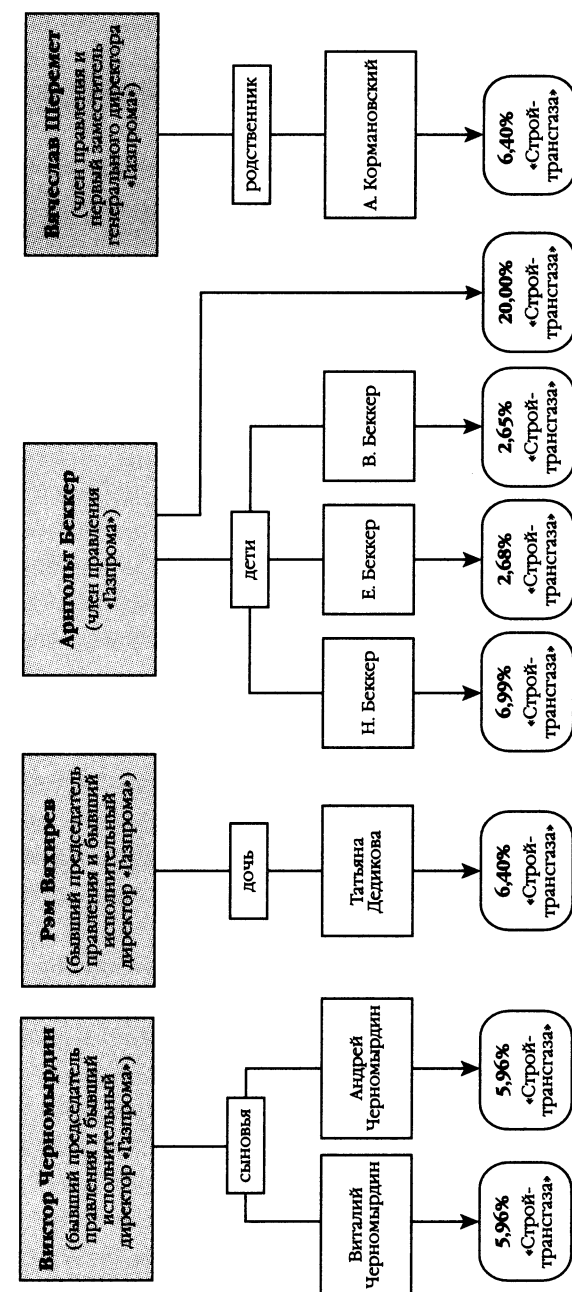 Виктор Черномырдин
(бывший председатель
правления и бывший
исполнительный
директор «Газпрома»)
сыновья
Виталий
Черномырдин
5,96%
«Строй-
трансгаза»
Андрей
Черномырдин
5,96%
«Строй-
трансгаза»
Рэм Вяхирев
(бывший председатель
правления и бывший
исполнительный
директор «Газпрома»)
дочь
Татьяна
Дедикова
6,40%
«Строй-
трансгаза»
Арнгольт Беккер
(член правления
«Газпрома»)
дети
Н. Беккер
6,99%
«Строй-
трансгаза»
Е. Беккер
2,68%
«Строй-
трансгаза»
В. Беккер
2,65%
«Строй-
трансгаза»
20,00%
«Строй-
трансгаза»
Вячеслав Шеремет
(член правления и
первый заместитель
генерального директора
«Газпрома»)
родственник
А. Кормановский
6,40%
«Строй-
трансгаза»